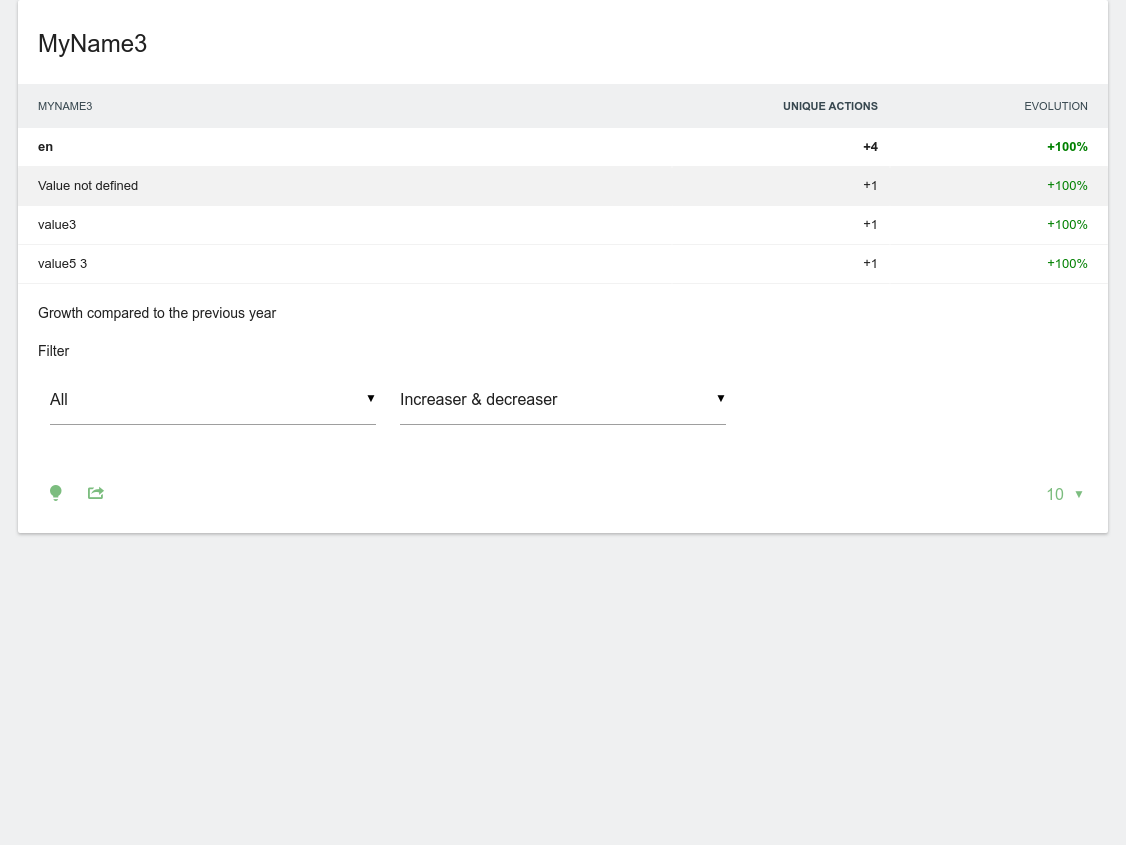 MyName3
MYNAME3 UNIQUE ACTIONS EVOLUTION
en +4 +100%
Value not defined +1 +100%
value3 +1 +100%
value5 3 +1 +100%
Growth compared to the previous year
Filter
All ▼ Increaser & decreaser ▼
10 ▼